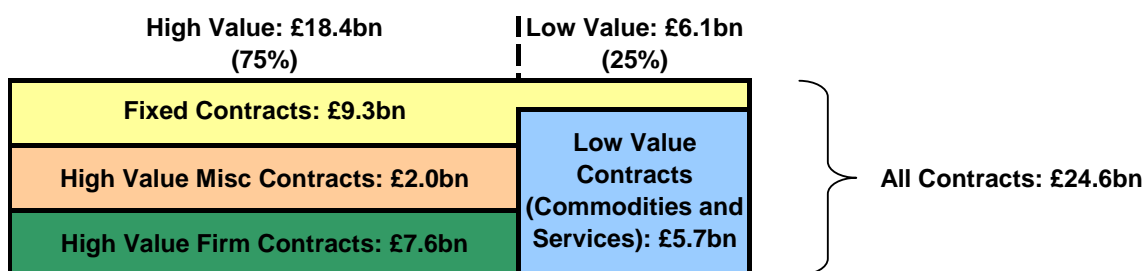 High Value: £18.4bn
(75%)
Low Value: £6.1bn
(25%)
Fixed Contracts: £9.3bn
High Value Misc Contracts: £2.0bn
High Value Firm Contracts: £7.6bn
Low Value
Contracts
(Commodities and
Services): £5.7bn
All Contracts: £24.6bn